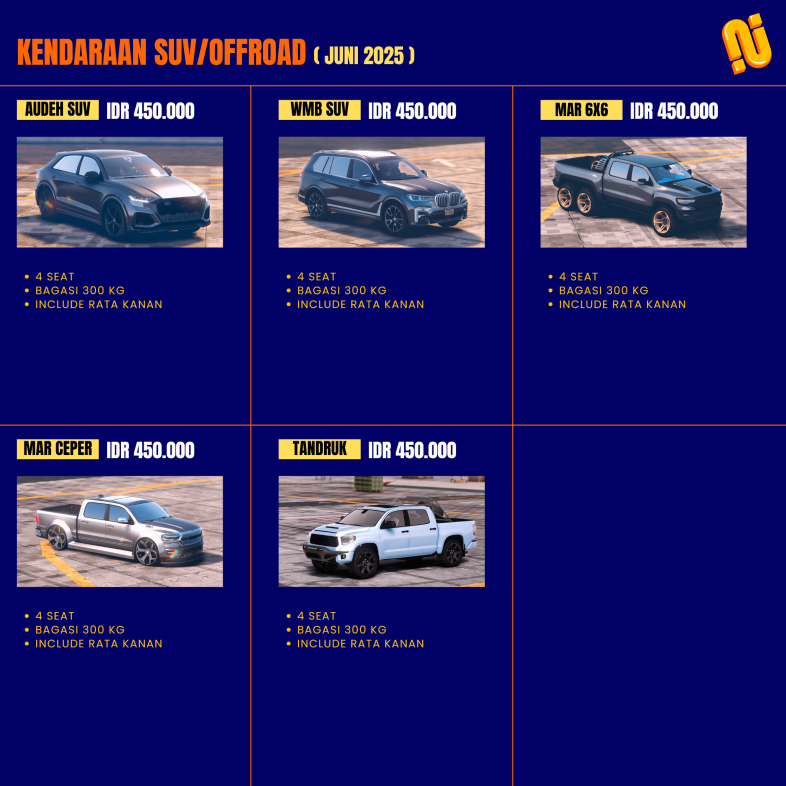 KENDARAAN SUV/OFFROAD ( JUNI 2025 )
AUDEH SUV IDR 450.000
4 SEAT
BAGASI 300 KG
INCLUDE RATA KANAN
WMB SUV IDR 450.000
4 SEAT
BAGASI 300 KG
INCLUDE RATA KANAN
MAR 6X6 IDR 450.000
4 SEAT
BAGASI 300 KG
INCLUDE RATA KANAN
MAR CEPER IDR 450.000
4 SEAT
BAGASI 300 KG
INCLUDE RATA KANAN
TANDRUK IDR 450.000
4 SEAT
BAGASI 300 KG
INCLUDE RATA KANAN